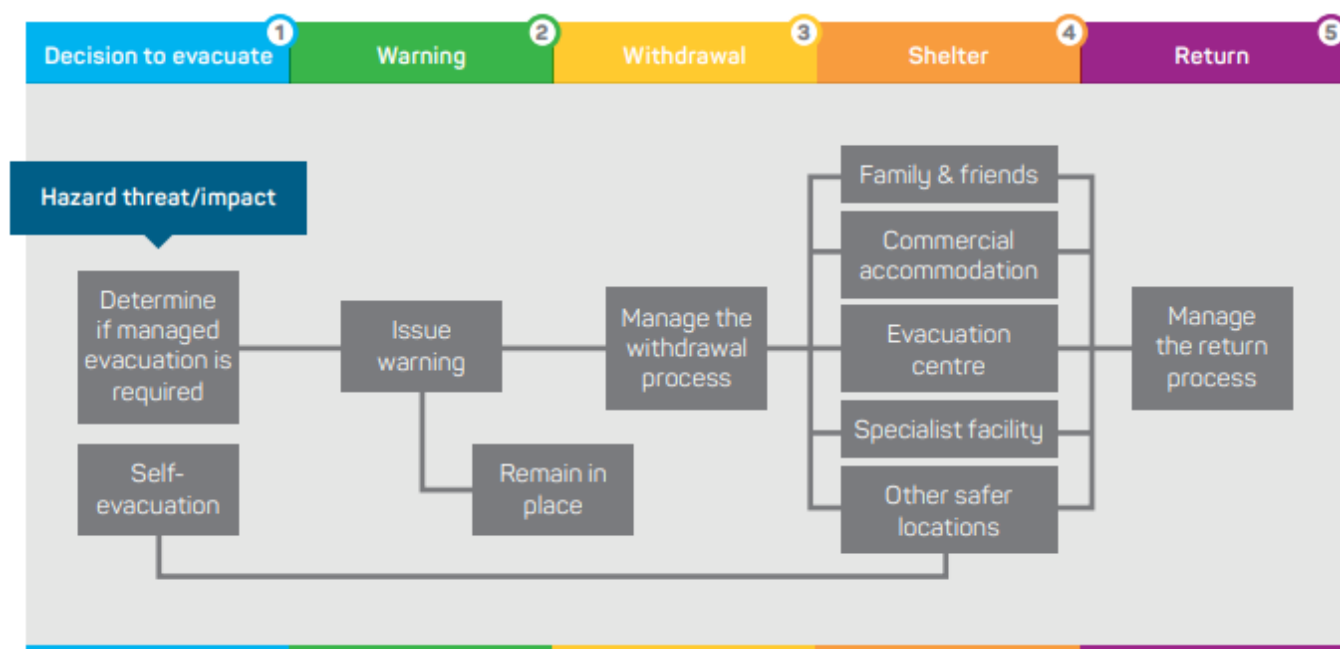 1
2
3
4
5
Decision to evacuate
Warning
Withdrawal
Shelter
Return
Hazard threat/impact
Determine
if managed
evacuation is
required
Self-
evacuation
Issue
warning
Remain in
place
Manage the
withdrawal
process
Family & friends
Commercial
accommodation
Evacuation
centre
Specialist facility
Other safer
locations
Manage
the return
process